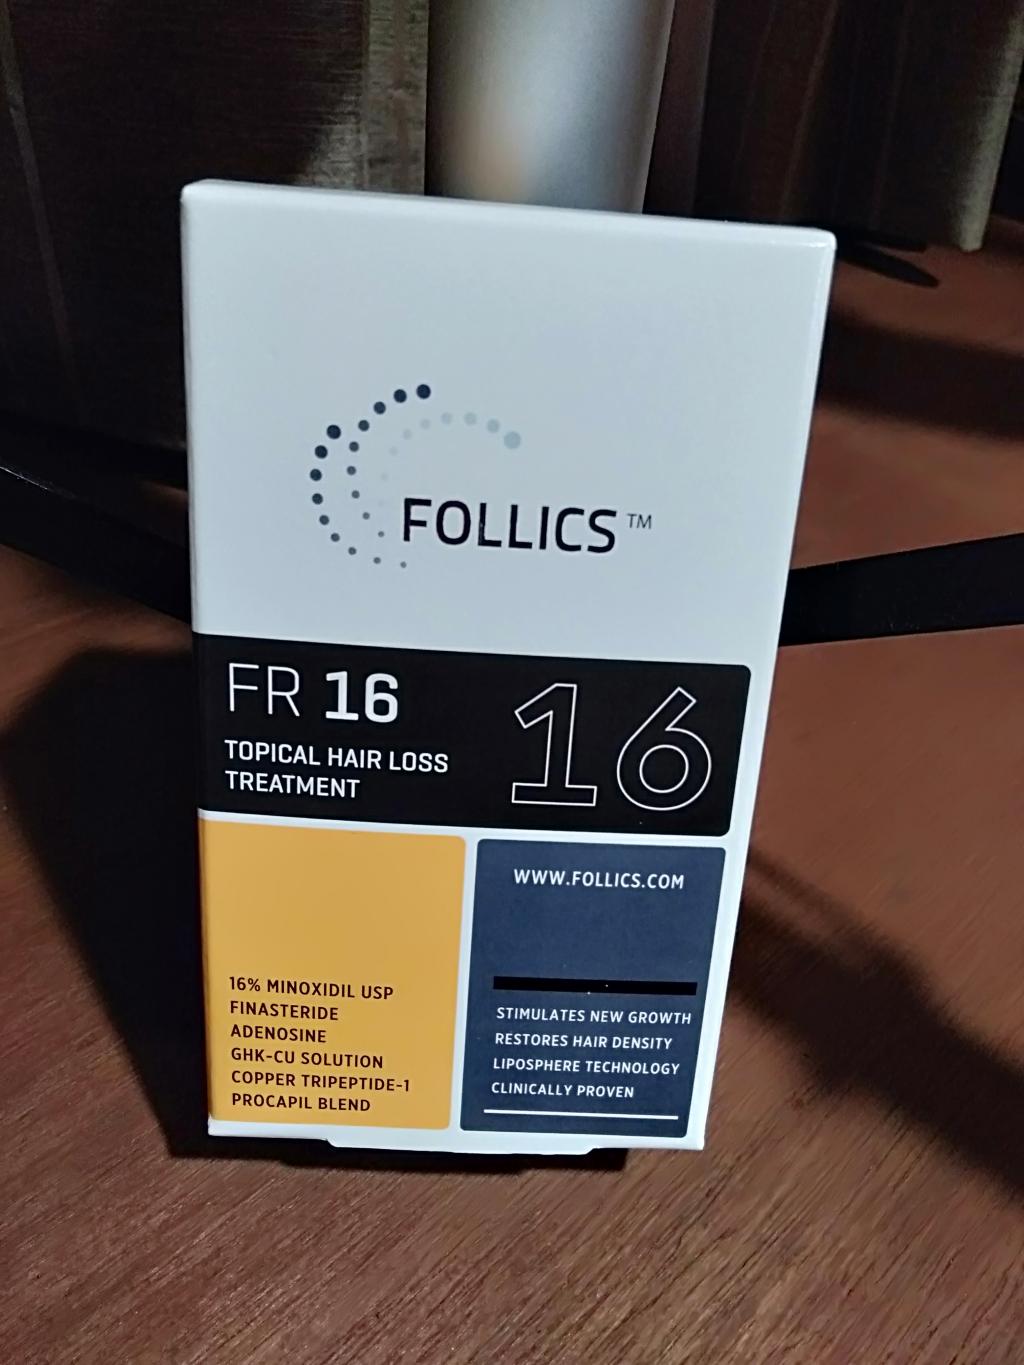 FOLLICS™
FR 16
16
TOPICAL HAIR LOSS
TREATMENT
16% MINOXIDIL USP
FINASTERIDE
ADENOSINE
GHK-CU SOLUTION
COPPER TRIPEPTIDE-1
PROCAPIL BLEND
WWW.FOLLICS.COM
STIMULATES NEW GROWTH
RESTORES HAIR DENSITY
LIPOSPHERE TECHNOLOGY
CLINICALLY PROVEN